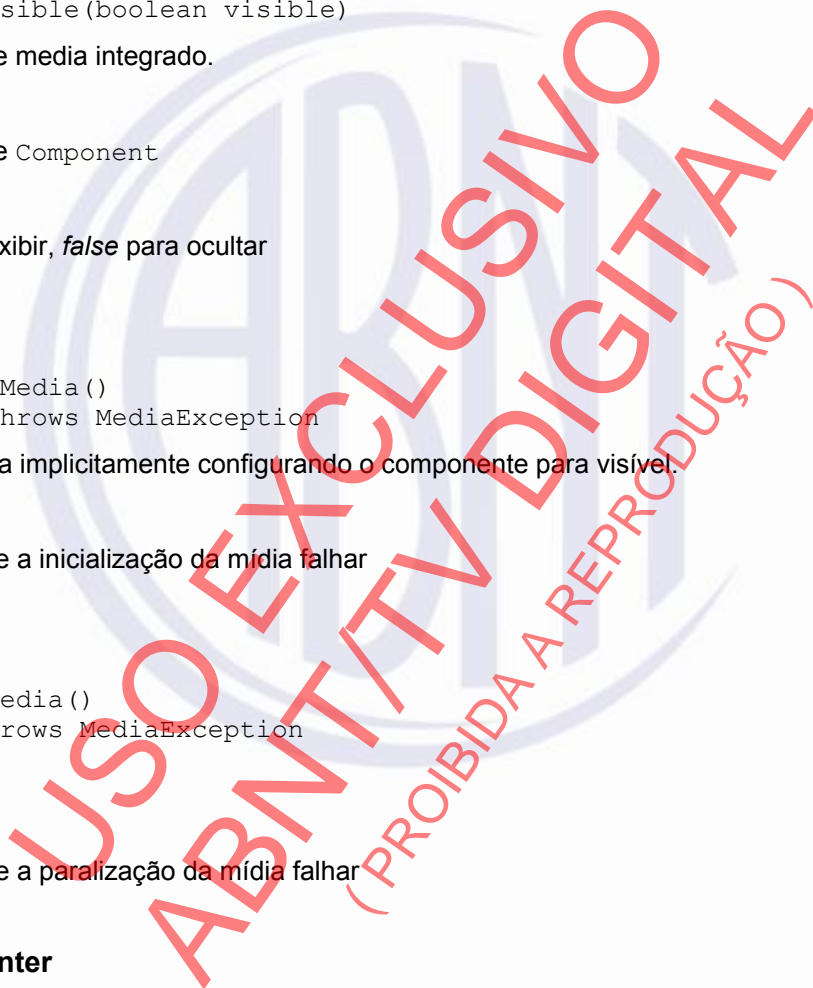 sible(boolean visible)
e media integrado.
e Component
xibir, false para ocultar
Media()
hrows MediaException
a implicitamente configurando o componente para visível.
e a inicialização da mídia falhar
edia()
rows MediaException
e a paralização da mídia falhar
nter
USO EXCLUSIVO
ABNT/TV DIGITAL
( PROIBIDA A REPRODUÇÃO )
ABNT